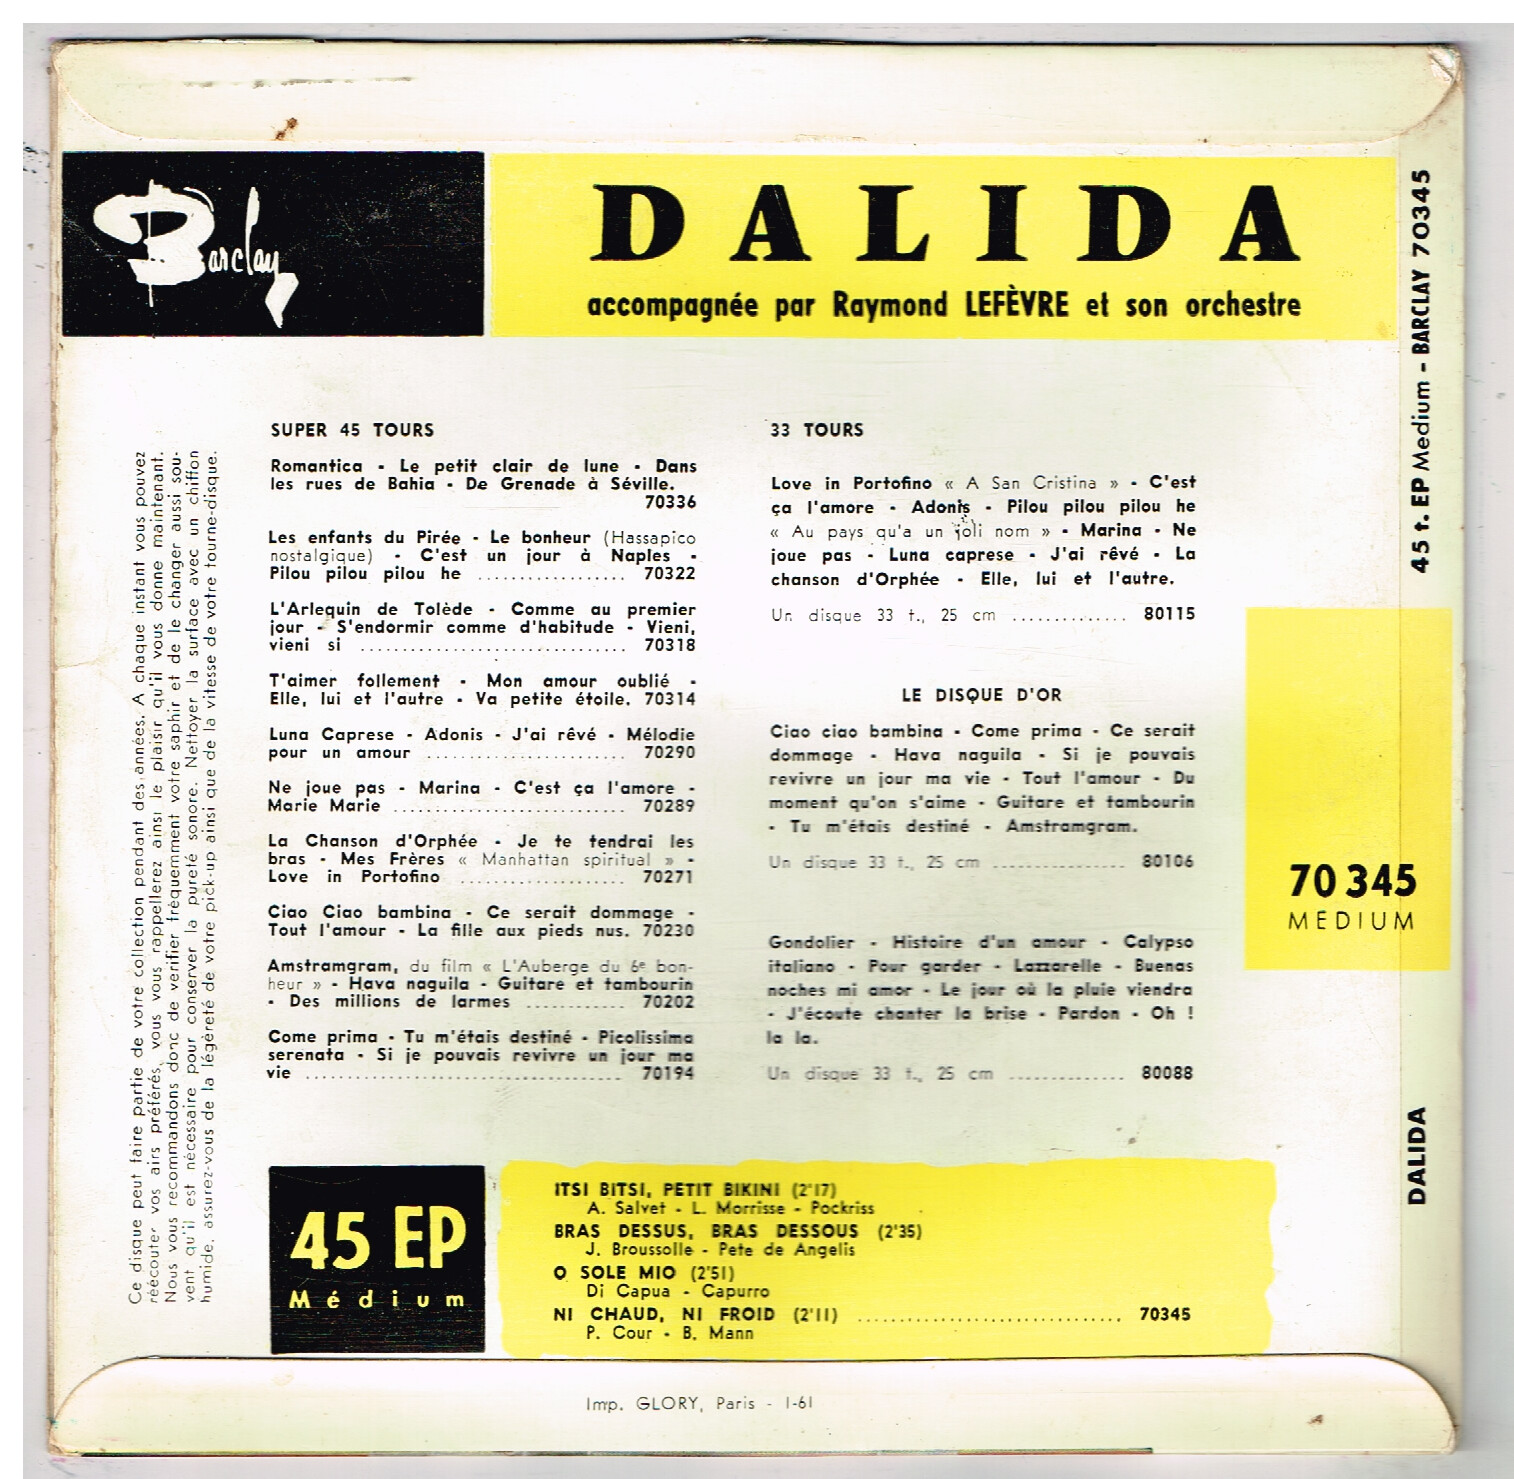 Barclay
DALIDA
accompagnée par Raymond LEFÈVRE et son orchestre
45 t. EP Medium - BARCLAY 70345
DALIDA
Ce disque peut faire partie de votre collection pendant des années. A chaque instant vous pouvez
réécouter vos airs préférés, vous vous rappellerez ainsi le plaisir qu'il vous donne maintenant.
Nous vous recommandons donc de vérifier fréquemment votre saphir et de le changer aussi sou-
vent qu'il est nécessaire pour conserver la pureté sonore. Nettoyer la surface avec un chiffon
humide, assurez-vous de la légèreté de votre pick-up ainsi que de la vitesse de votre tourne-disque.
SUPER 45 TOURS
Romantica - Le petit clair de lune - Dans
les rues de Bahia - De Grenade à Séville.
70336
Les enfants du Pirée - Le bonheur (Hassapico
nostalgique) - C'est un jour à Naples -
Pilou pilou pilou he .................. 70322
L'Arlequin de Tolède - Comme au premier
jour - S'endormir comme d'habitude - Vieni,
vieni si ................................ 70318
T'aimer follement - Mon amour oublié -
Elle, lui et l'autre - Va petite étoile. 70314
Luna Caprese - Adonis - J'ai rêvé - Mélodie
pour un amour ........................ 70290
Ne joue pas - Marina - C'est ça l'amore -
Marie Marie ............................ 70289
La Chanson d'Orphée - Je te tendrai les
bras - Mes Frères « Manhattan spiritual » -
Love in Portofino .................... 70271
Ciao Ciao bambina - Ce serait dommage -
Tout l'amour - La fille aux pieds nus. 70230
Amstramgram, du film « L'Auberge du 6e bon-
heur » - Hava naguila - Guitare et tambourin
- Des millions de larmes ............ 70202
Come prima - Tu m'étais destiné - Picolissima
serenata - Si je pouvais revivre un jour ma
vie ...................................... 70194
33 TOURS
Love in Portofino « A San Cristina » - C'est
ça l'amore - Adonis - Pilou pilou pilou he
« Au pays qu'a un joli nom » - Marina - Ne
joue pas - Luna caprese - J'ai rêvé - La
chanson d'Orphée - Elle, lui et l'autre.
Un disque 33 t., 25 cm .............. 80115
LE DISQUE D'OR
Ciao ciao bambina - Come prima - Ce serait
dommage - Hava naguila - Si je pouvais
revivre un jour ma vie - Tout l'amour - Du
moment qu'on s'aime - Guitare et tambourin
- Tu m'étais destiné - Amstramgram.
Un disque 33 t., 25 cm ................ 80106
Gondolier - Histoire d'un amour - Calypso
italiano - Pour garder - Lazzarelle - Buenas
noches mi amor - Le jour où la pluie viendra
- J'écoute chanter la brise - Pardon - Oh !
la la.
Un disque 33 t., 25 cm .............. 80088
70 345
MEDIUM
45 EP
Médium
ITSI BITSI, PETIT BIKINI (2'17)
A. Salvet - L. Morrisse - Pockriss
BRAS DESSUS, BRAS DESSOUS (2'35)
J. Broussolle - Pete de Angelis
O SOLE MIO (2'51)
Di Capua - Capurro
NI CHAUD, NI FROID (2'11) ................................ 70345
P. Cour - B. Mann
Imp. GLORY, Paris - 1-61